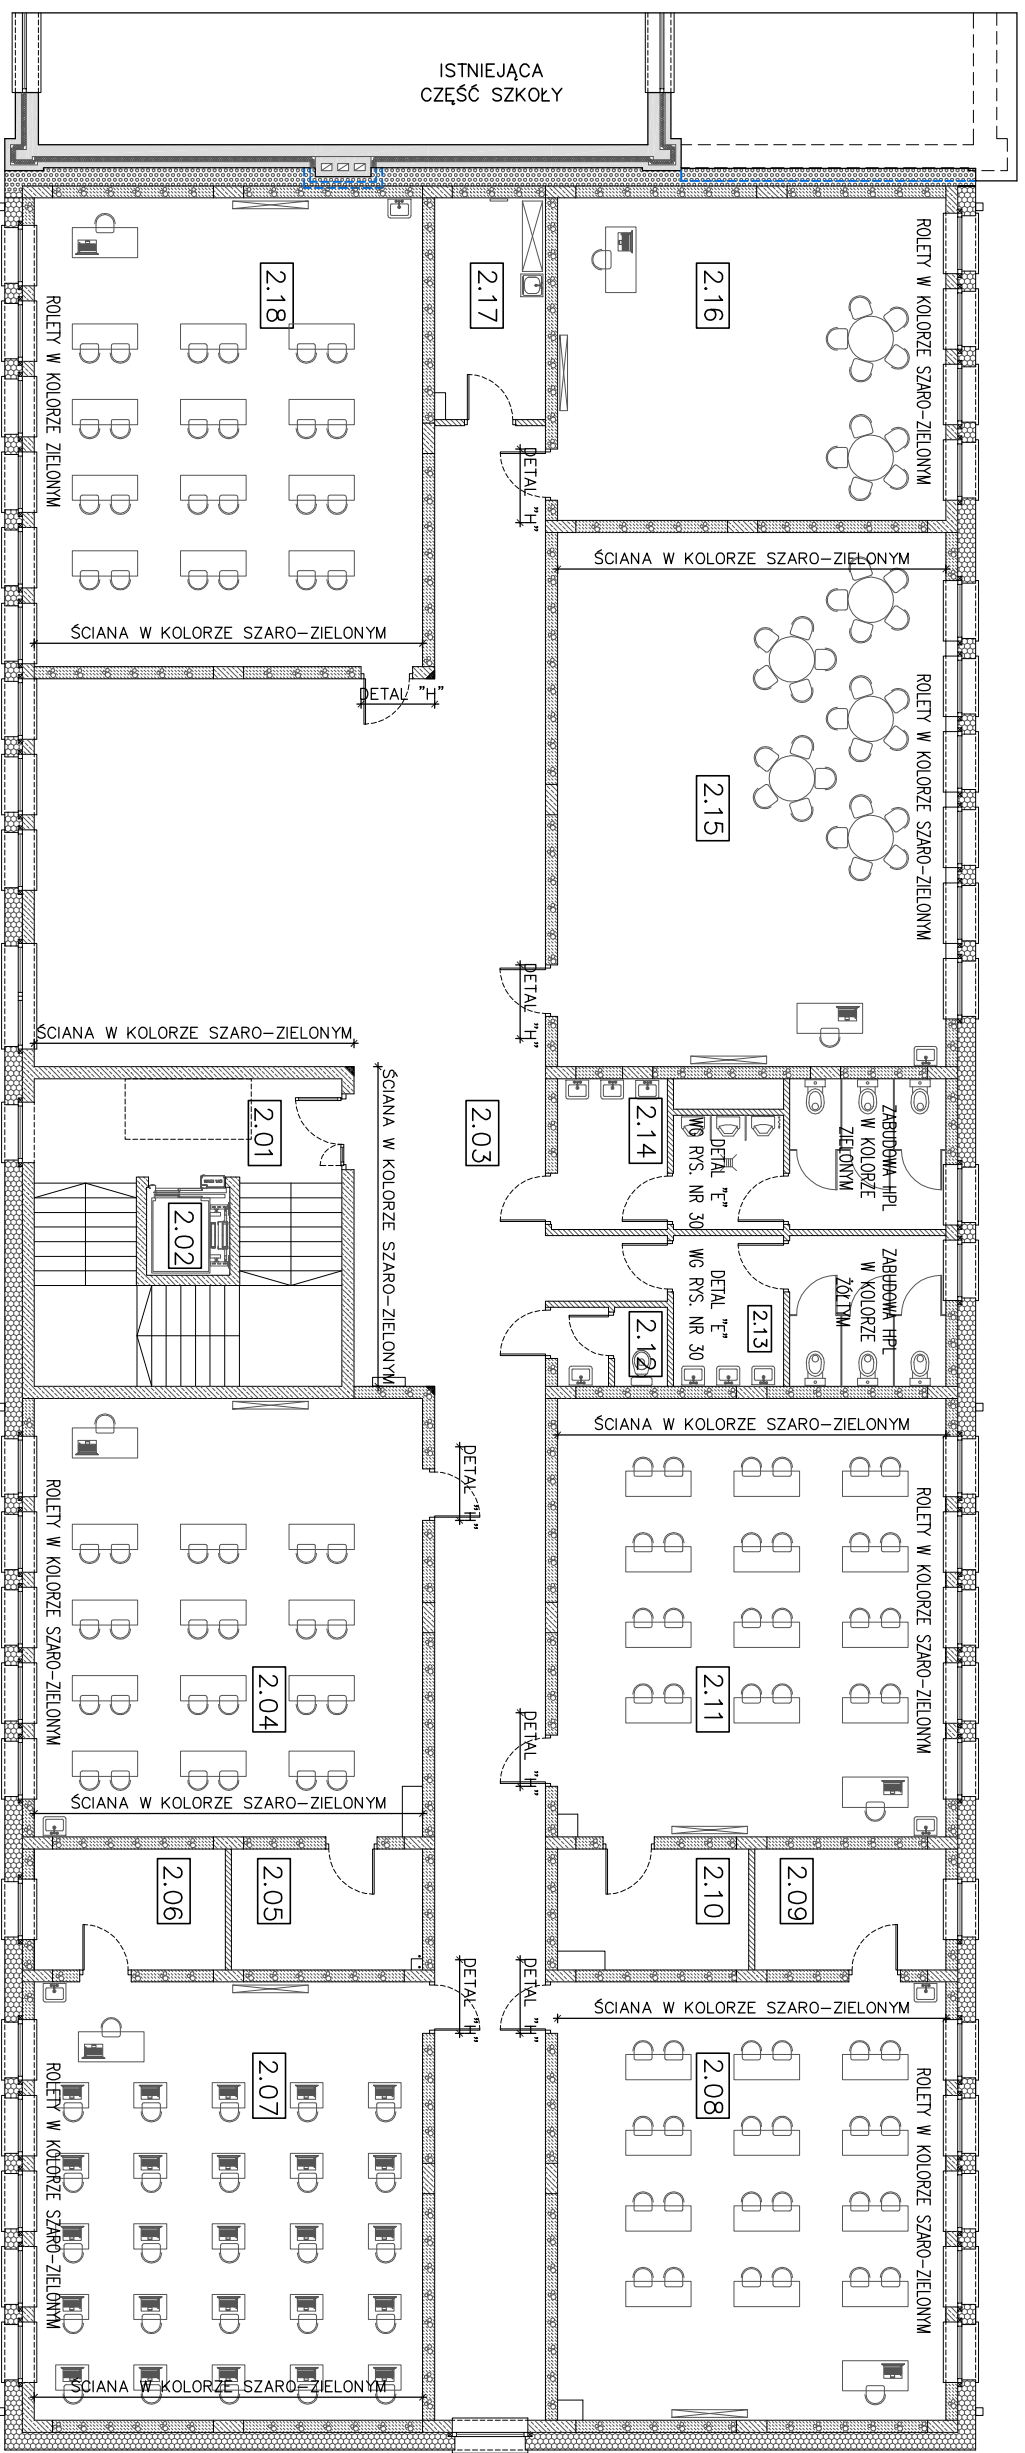 ISTNIEJĄCA
CZĘŚĆ SZKOŁY
2.18
ROLETY W KOLORZE ZIELONYM
ŚCIANA W KOLORZE SZARO-ZIELONYM
DETAL "H"
2.17
DETAL "H"
2.16
ROLETY W KOLORZE SZARO-ZIELONYM
ŚCIANA W KOLORZE SZARO-ZIELONYM
2.15
ROLETY W KOLORZE SZARO-ZIELONYM
DETAL "H"
ŚCIANA W KOLORZE SZARO-ZIELONYM
ŚCIANA W KOLORZE SZARO-ZIELONYM
2.01
2.02
2.03
2.14
DETAL "E"
WG RYS. NR 30
ZABUDOWA HPL
W KOLORZE
ZIELONYM
2.12
2.13
DETAL "E"
WG RYS. NR 30
ZABUDOWA HPL
W KOLORZE
ŻÓŁTYM
ŚCIANA W KOLORZE SZARO-ZIELONYM
DETAL "H"
2.04
ROLETY W KOLORZE SZARO-ZIELONYM
ŚCIANA W KOLORZE SZARO-ZIELONYM
2.11
ROLETY W KOLORZE SZARO-ZIELONYM
DETAL "H"
2.06
2.05
2.10
2.09
DETAL "H"
DETAL "H"
ŚCIANA W KOLORZE SZARO-ZIELONYM
2.07
ROLETY W KOLORZE SZARO-ZIELONYM
ŚCIANA W KOLORZE SZARO-ZIELONYM
2.08
ROLETY W KOLORZE SZARO-ZIELONYM